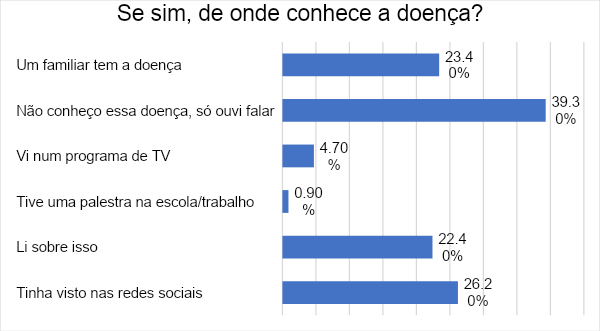 Se sim, de onde conhece a doença?
Um familiar tem a doença
23.4
0%
Não conheço essa doença, só ouvi falar
39.3
0%
Vi num programa de TV
4.70
%
Tive uma palestra na escola/trabalho
0.90
%
Li sobre isso
22.4
0%
Tinha visto nas redes sociais
26.2
0%